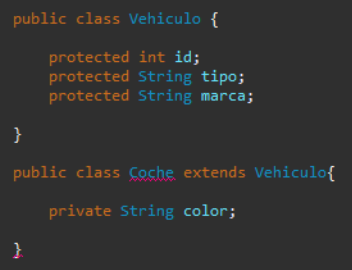 public class Vehiculo {
protected int id;
protected String tipo;
protected String marca;
}
public class Coche extends Vehiculo{
private String color;
}